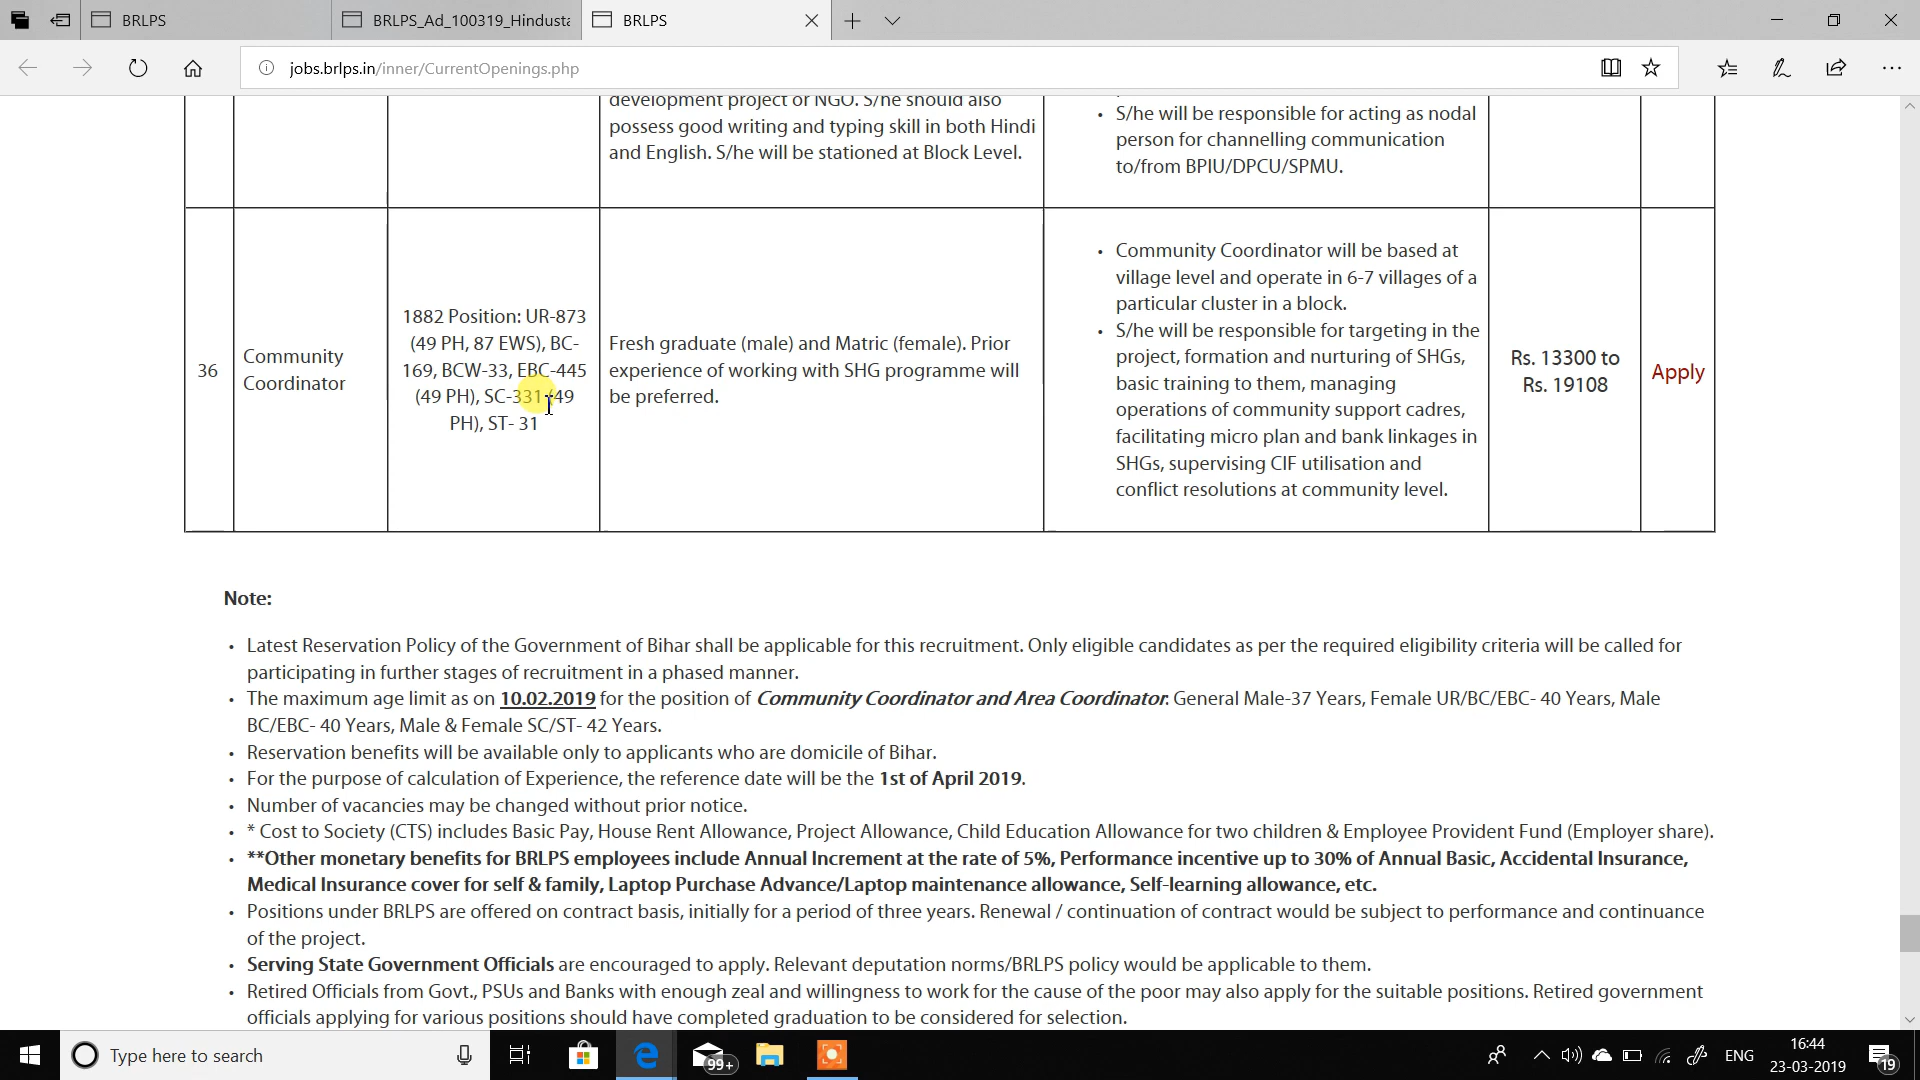 BRLPS
BRLPS_Ad_100319_Hindusta
BRLPS
jobs.brlps.in/inner/CurrentOpenings.php
development project or NGO. S/he should also
possess good writing and typing skill in both Hindi
and English. S/he will be stationed at Block Level.
• S/he will be responsible for acting as nodal
person for channelling communication
to/from BPIU/DPCU/SPMU.
36
Community
Coordinator
1882 Position: UR-873
(49 PH, 87 EWS), BC-
169, BCW-33, EBC-445
(49 PH), SC-331 (49
PH), ST- 31
Fresh graduate (male) and Matric (female). Prior
experience of working with SHG programme will
be preferred.
• Community Coordinator will be based at
village level and operate in 6-7 villages of a
particular cluster in a block.
• S/he will be responsible for targeting in the
project, formation and nurturing of SHGs,
basic training to them, managing
operations of community support cadres,
facilitating micro plan and bank linkages in
SHGs, supervising CIF utilisation and
conflict resolutions at community level.
Rs. 13300 to
Rs. 19108
Apply
Note:
• Latest Reservation Policy of the Government of Bihar shall be applicable for this recruitment. Only eligible candidates as per the required eligibility criteria will be called for
participating in further stages of recruitment in a phased manner.
• The maximum age limit as on 10.02.2019 for the position of Community Coordinator and Area Coordinator: General Male-37 Years, Female UR/BC/EBC- 40 Years, Male
BC/EBC- 40 Years, Male & Female SC/ST- 42 Years.
• Reservation benefits will be available only to applicants who are domicile of Bihar.
• For the purpose of calculation of Experience, the reference date will be the 1st of April 2019.
• Number of vacancies may be changed without prior notice.
• * Cost to Society (CTS) includes Basic Pay, House Rent Allowance, Project Allowance, Child Education Allowance for two children & Employee Provident Fund (Employer share).
• **Other monetary benefits for BRLPS employees include Annual Increment at the rate of 5%, Performance incentive up to 30% of Annual Basic, Accidental Insurance,
Medical Insurance cover for self & family, Laptop Purchase Advance/Laptop maintenance allowance, Self-learning allowance, etc.
• Positions under BRLPS are offered on contract basis, initially for a period of three years. Renewal / continuation of contract would be subject to performance and continuance
of the project.
• Serving State Government Officials are encouraged to apply. Relevant deputation norms/BRLPS policy would be applicable to them.
• Retired Officials from Govt., PSUs and Banks with enough zeal and willingness to work for the cause of the poor may also apply for the suitable positions. Retired government
officials applying for various positions should have completed graduation to be considered for selection.
Type here to search
99+
ENG
16:44
23-03-2019
19